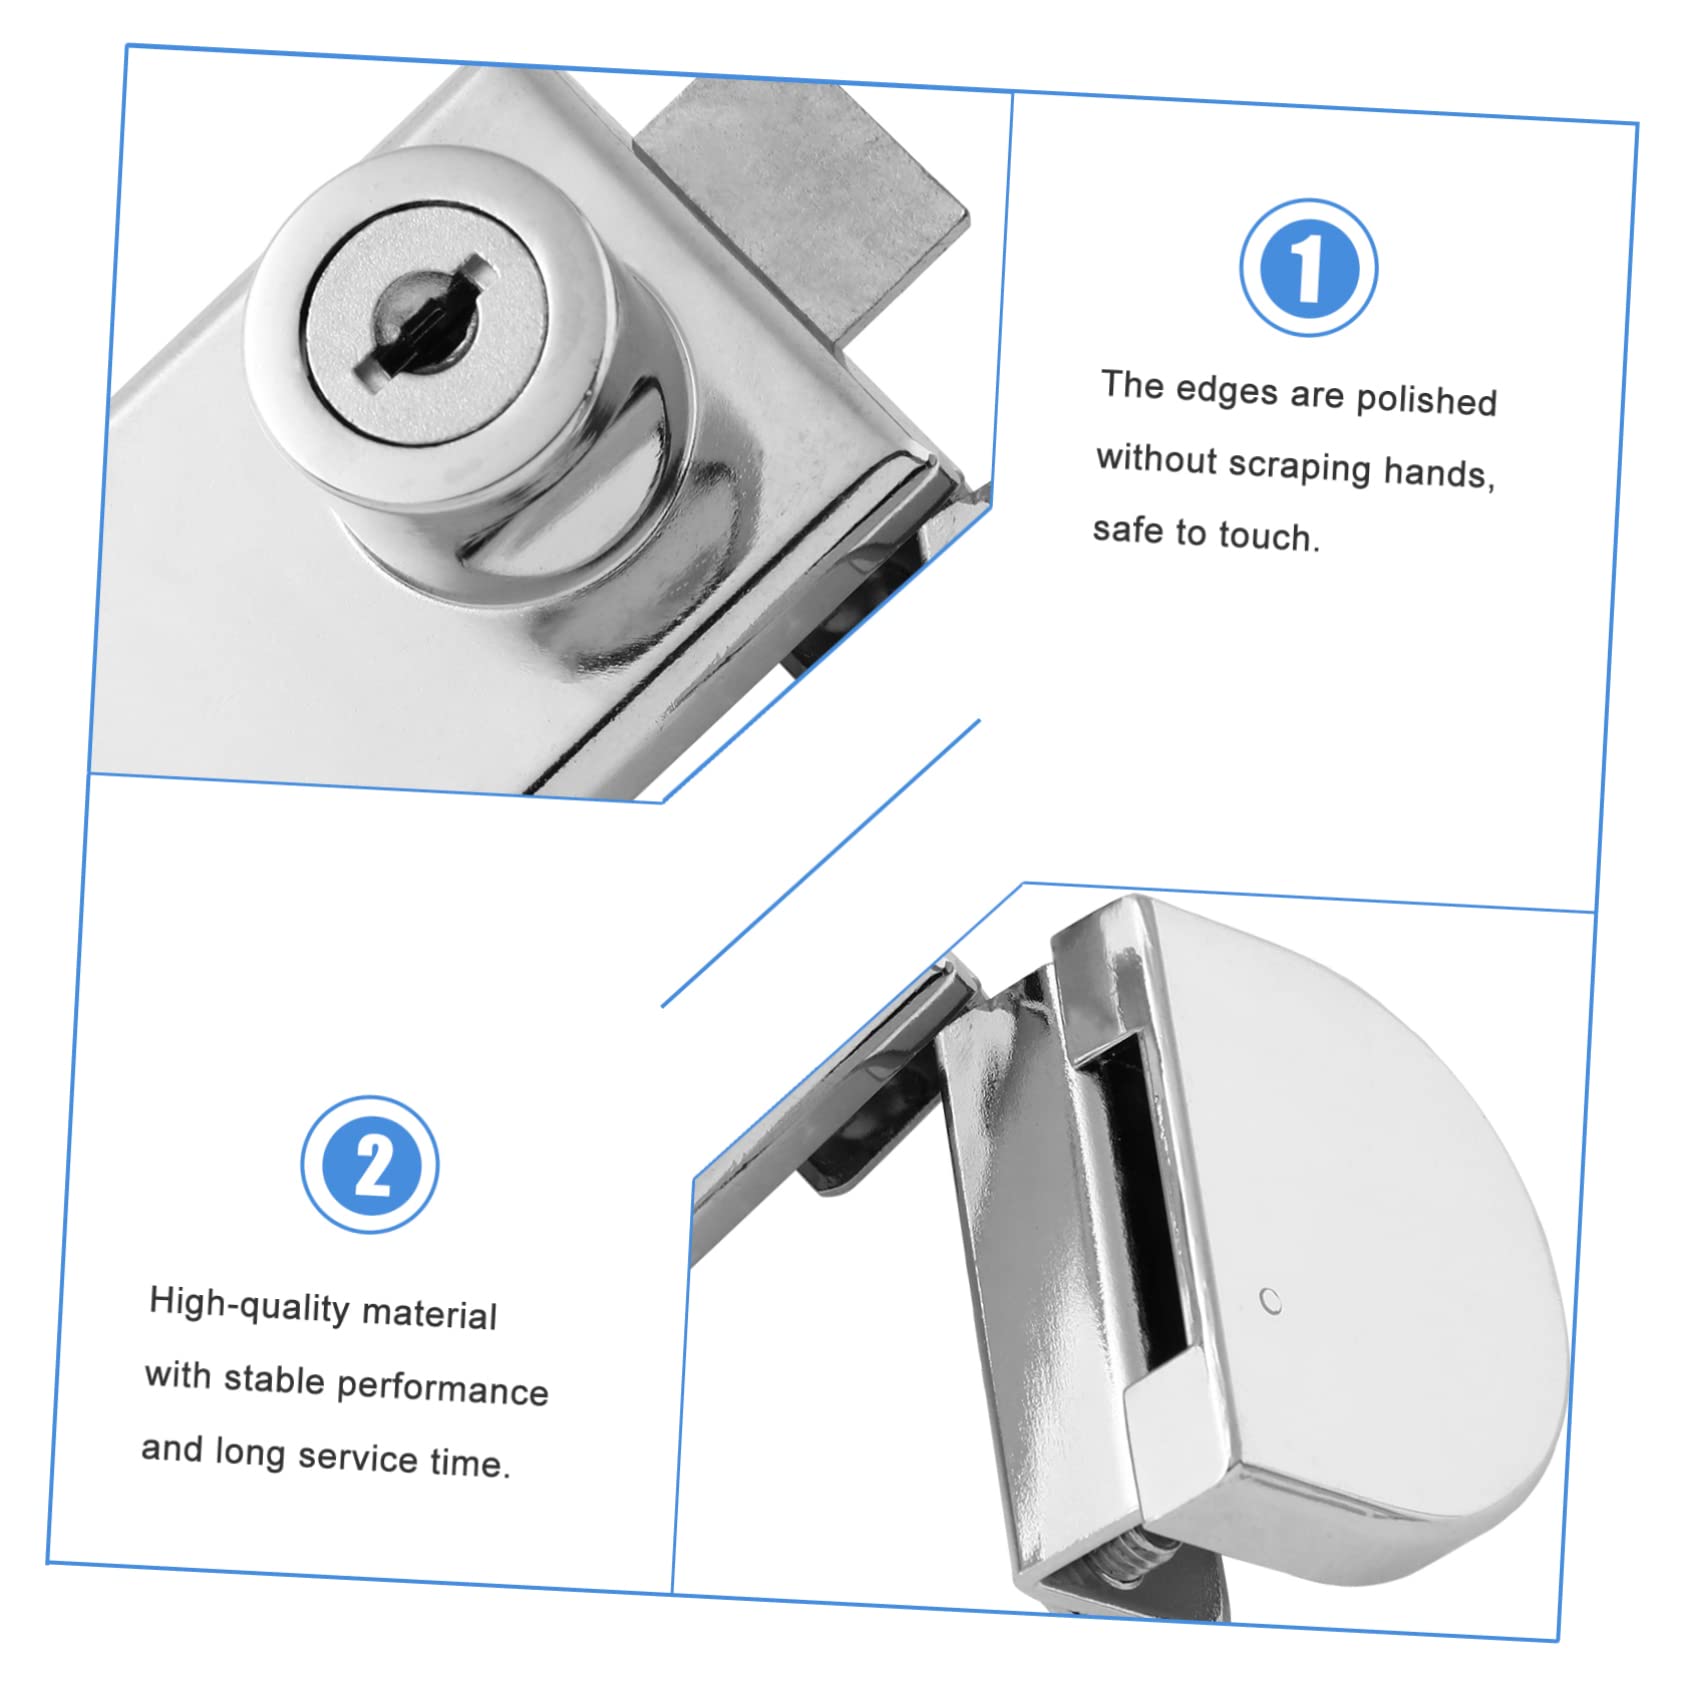 1
The edges are polished
without scraping hands,
safe to touch.
2
High-quality material
with stable performance
and long service time.